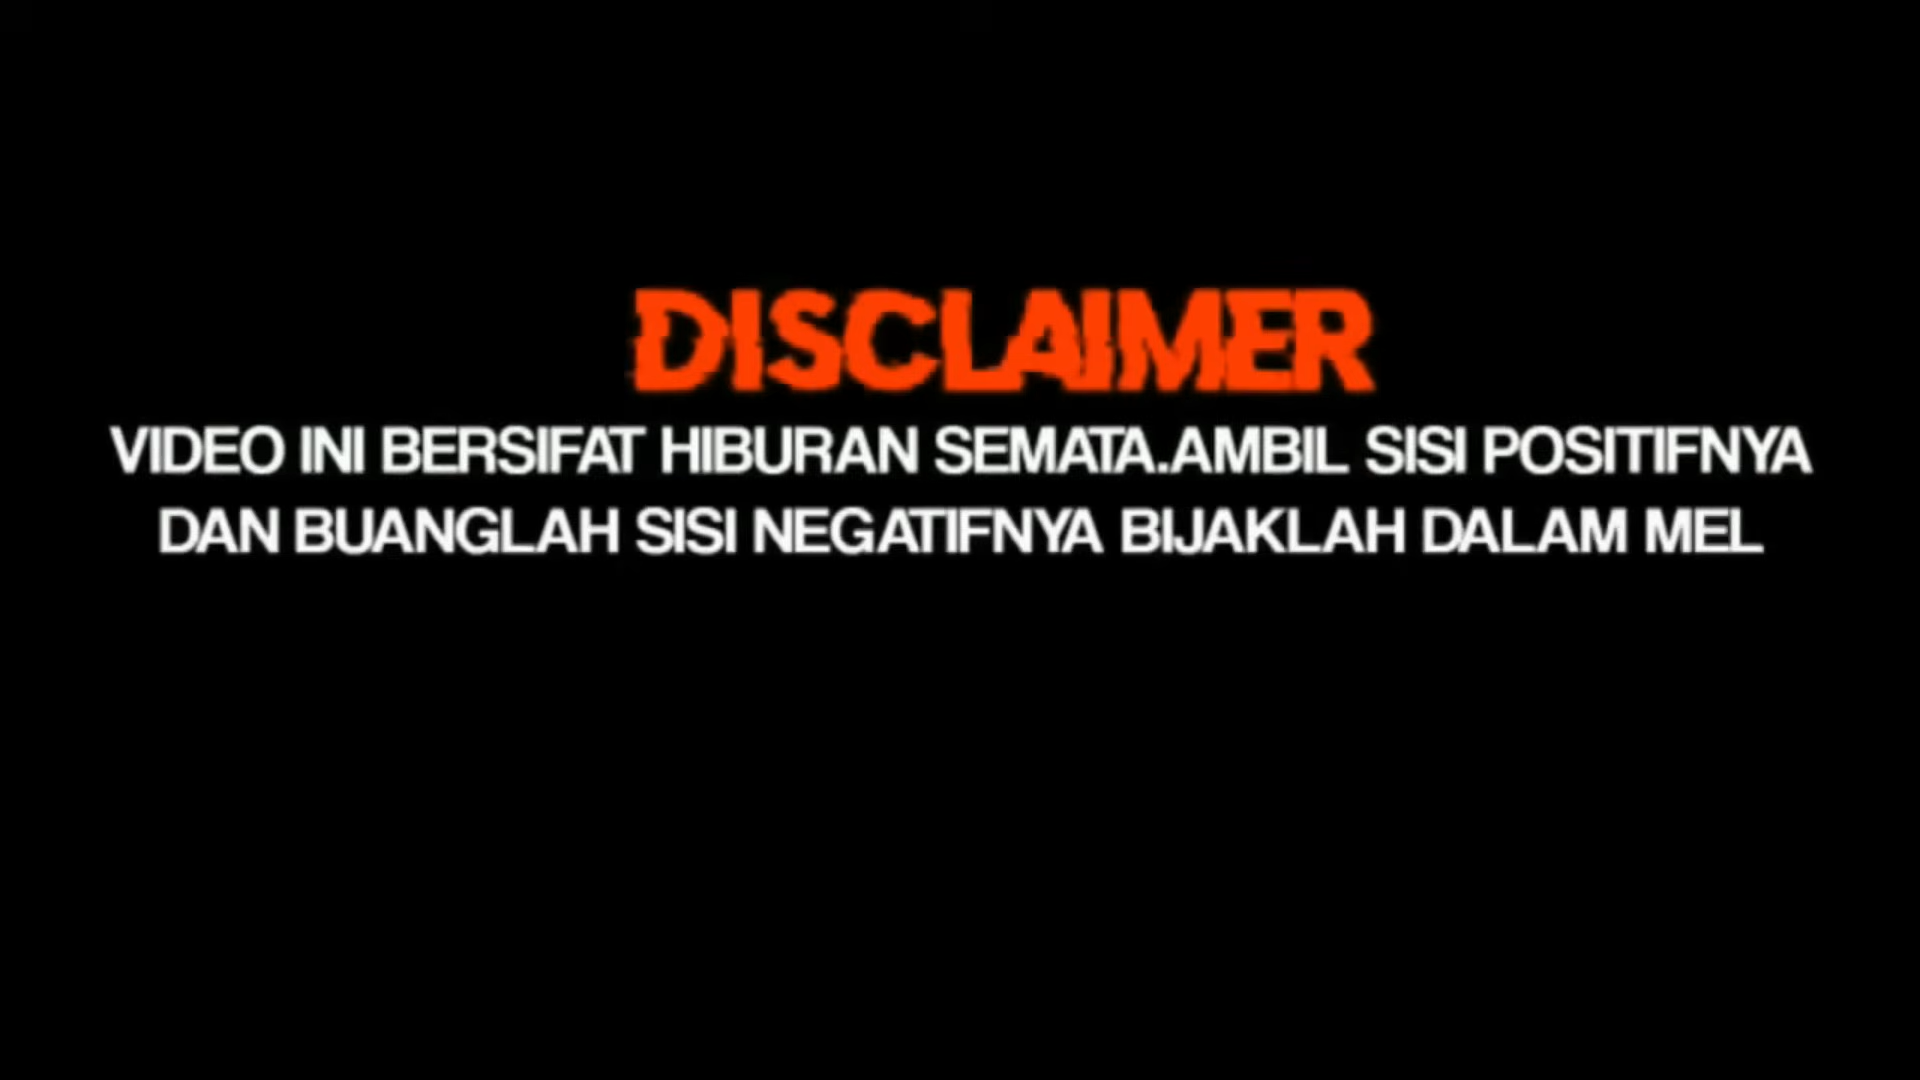 DISCLAIMER
VIDEO INI BERSIFAT HIBURAN SEMATA.AMBIL SISI POSITIFNYA
DAN BUANGLAH SISI NEGATIFNYA BIJAKLAH DALAM MEL